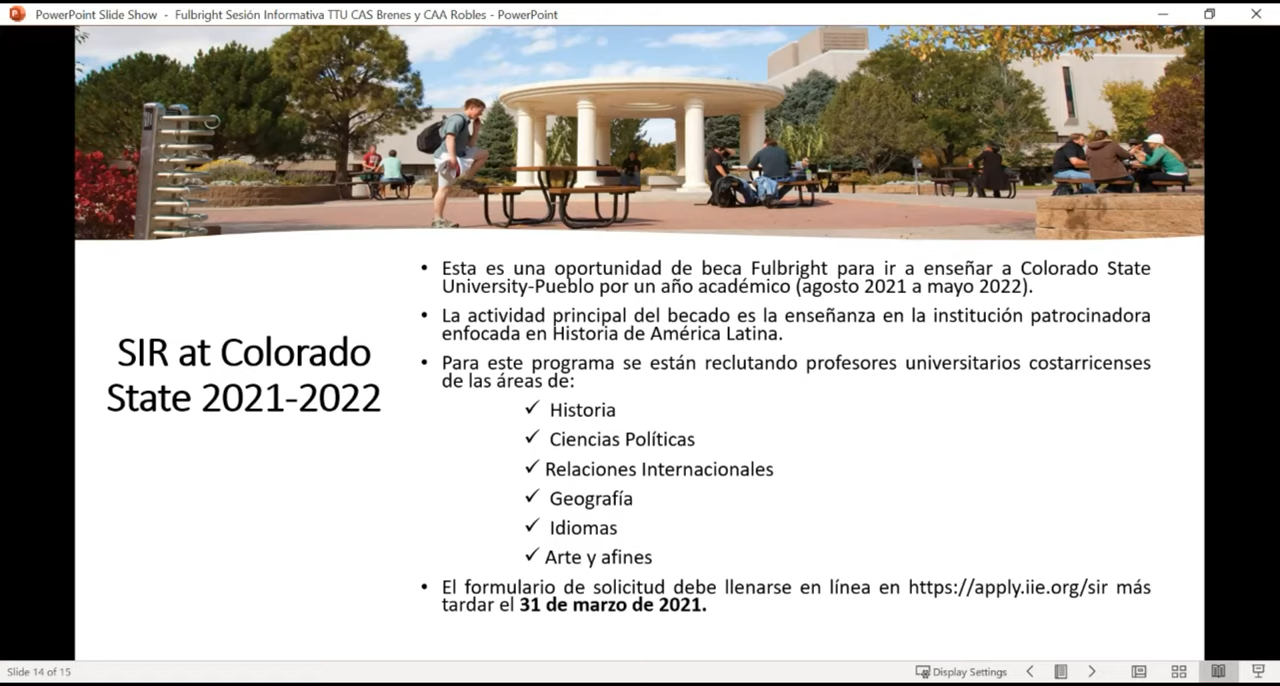 PowerPoint Slide Show - Fulbright Sesión Informativa TTU CAS Brenes y CAA Robles - PowerPoint
SIR at Colorado
State 2021-2022
• Esta es una oportunidad de beca Fulbright para ir a enseñar a Colorado State
University-Pueblo por un año académico (agosto 2021 a mayo 2022).
• La actividad principal del becado es la enseñanza en la institución patrocinadora
enfocada en Historia de América Latina.
• Para este programa se están reclutando profesores universitarios costarricenses
de las áreas de:
✓ Historia
✓ Ciencias Políticas
✓ Relaciones Internacionales
✓ Geografía
✓ Idiomas
✓ Arte y afines
• El formulario de solicitud debe llenarse en línea en https://apply.iie.org/sir más
tardar el 31 de marzo de 2021.
Slide 14 of 15
Display Settings